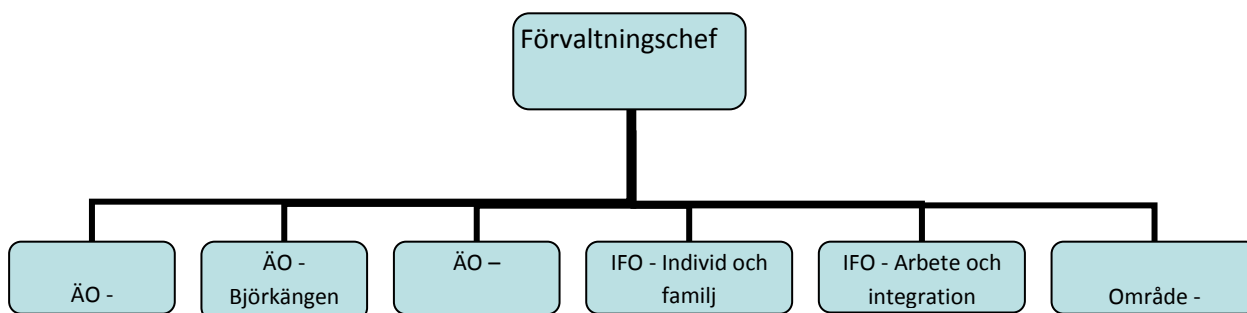 Förvaltningschef
ÄO -
ÄO -
Björkängen
ÄO –
IFO - Individ och
familj
IFO - Arbete och
integration
Område -